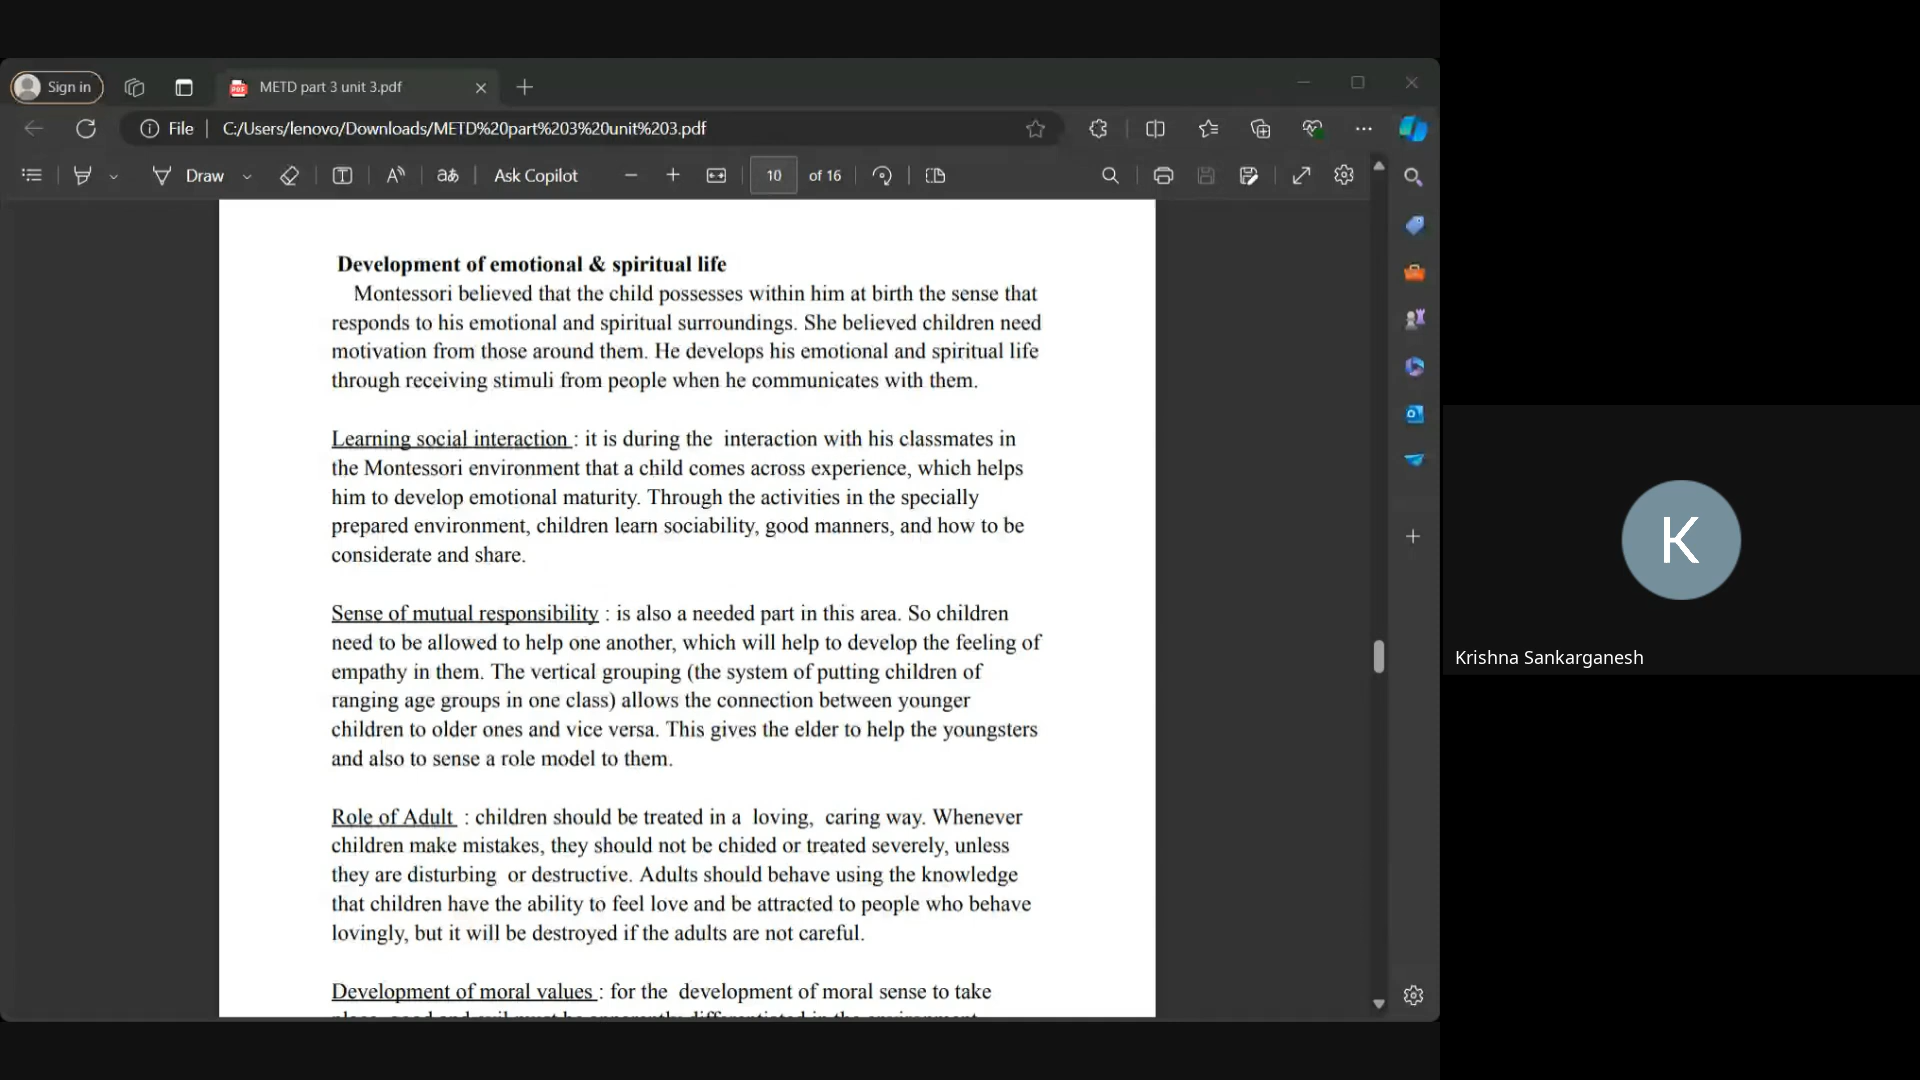 Sign in
METD part 3 unit 3.pdf
File
C:/Users/lenovo/Downloads/METD%20part%203%20unit%203.pdf
Draw
Ask Copilot
10
of 16
Development of emotional & spiritual life
Montessori believed that the child possesses within him at birth the sense that
responds to his emotional and spiritual surroundings. She believed children need
motivation from those around them. He develops his emotional and spiritual life
through receiving stimuli from people when he communicates with them.
Learning social interaction : it is during the interaction with his classmates in
the Montessori environment that a child comes across experience, which helps
him to develop emotional maturity. Through the activities in the specially
prepared environment, children learn sociability, good manners, and how to be
considerate and share.
Sense of mutual responsibility : is also a needed part in this area. So children
need to be allowed to help one another, which will help to develop the feeling of
empathy in them. The vertical grouping (the system of putting children of
ranging age groups in one class) allows the connection between younger
children to older ones and vice versa. This gives the elder to help the youngsters
and also to sense a role model to them.
Role of Adult : children should be treated in a loving, caring way. Whenever
children make mistakes, they should not be chided or treated severely, unless
they are disturbing or destructive. Adults should behave using the knowledge
that children have the ability to feel love and be attracted to people who behave
lovingly, but it will be destroyed if the adults are not careful.
Development of moral values : for the development of moral sense to take
K
Krishna Sankarganesh